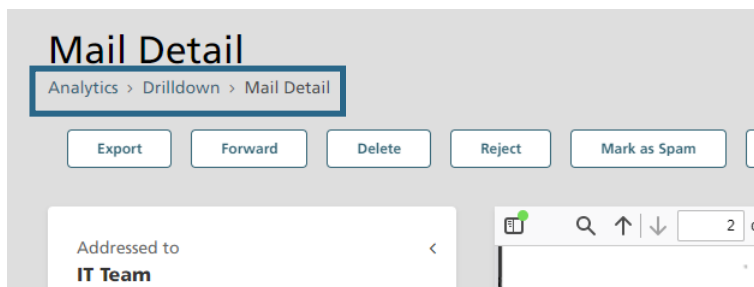 Mail Detail
Analytics > Drilldown > Mail Detail
Export Forward Delete Reject Mark as Spam
Addressed to
IT Team
2